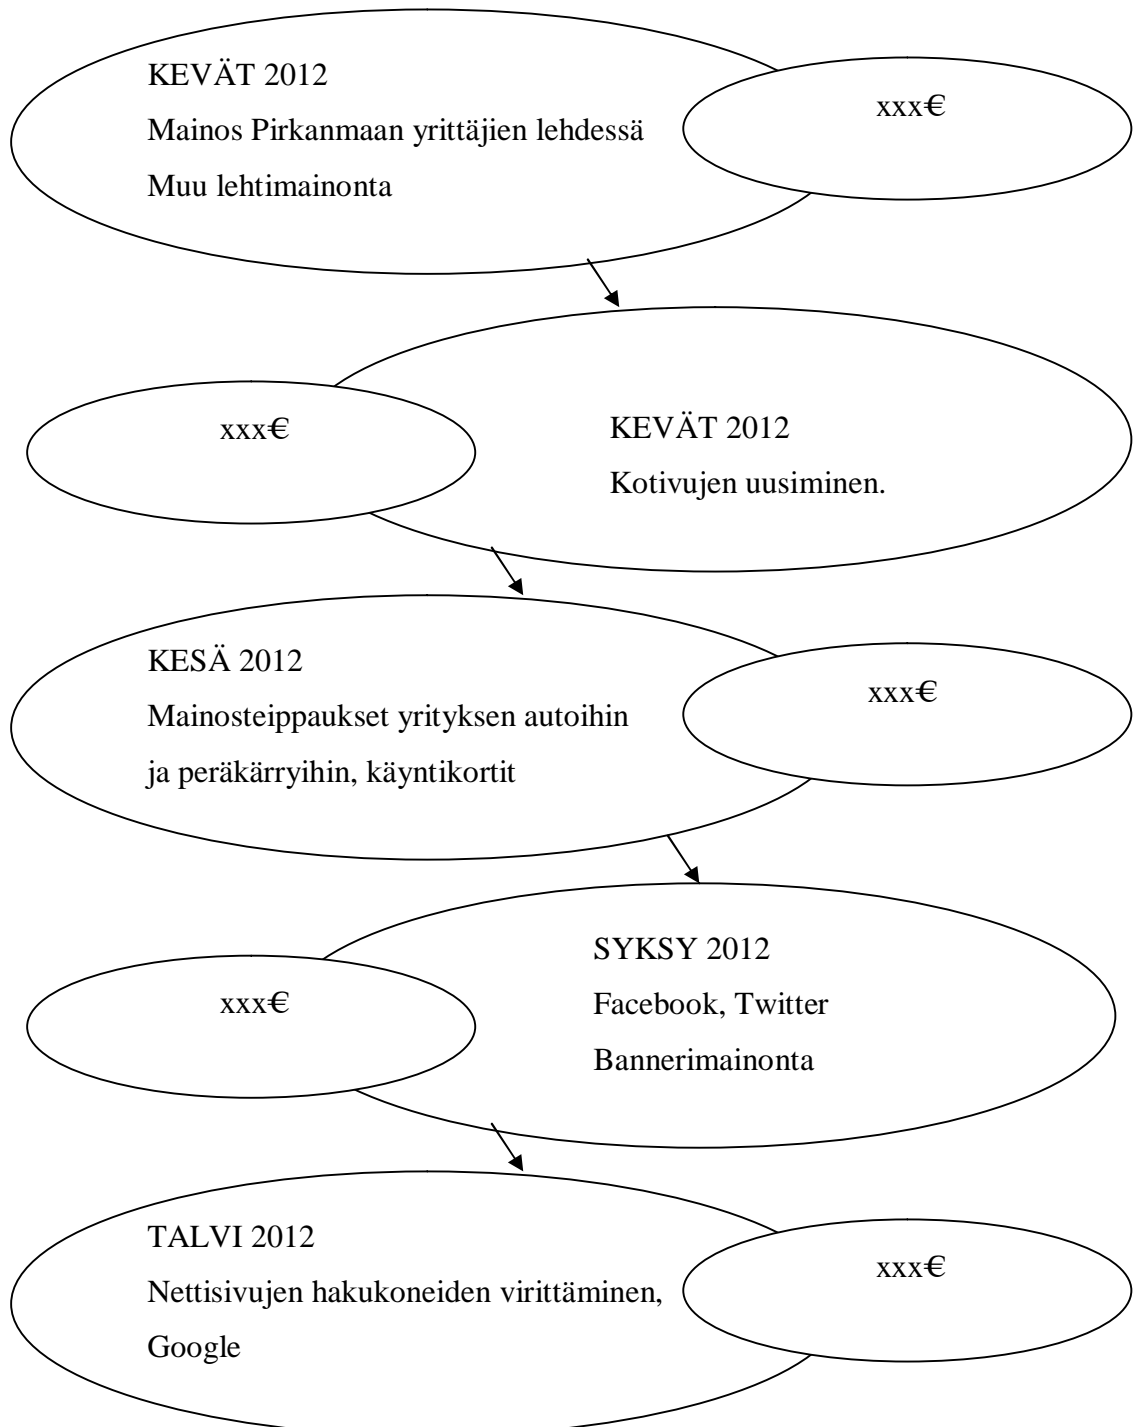 KEVÄT 2012
Mainos Pirkanmaan yrittäjien lehdessä
Muu lehtimainonta
xxx€
xxx€
KEVÄT 2012
Kotivujen uusiminen.
KESÄ 2012
Mainosteippaukset yrityksen autoihin
ja peräkärryihin, käyntikortit
xxx€
xxx€
SYKSY 2012
Facebook, Twitter
Bannerimainonta
TALVI 2012
Nettisivujen hakukoneiden virittäminen,
Google
xxx€